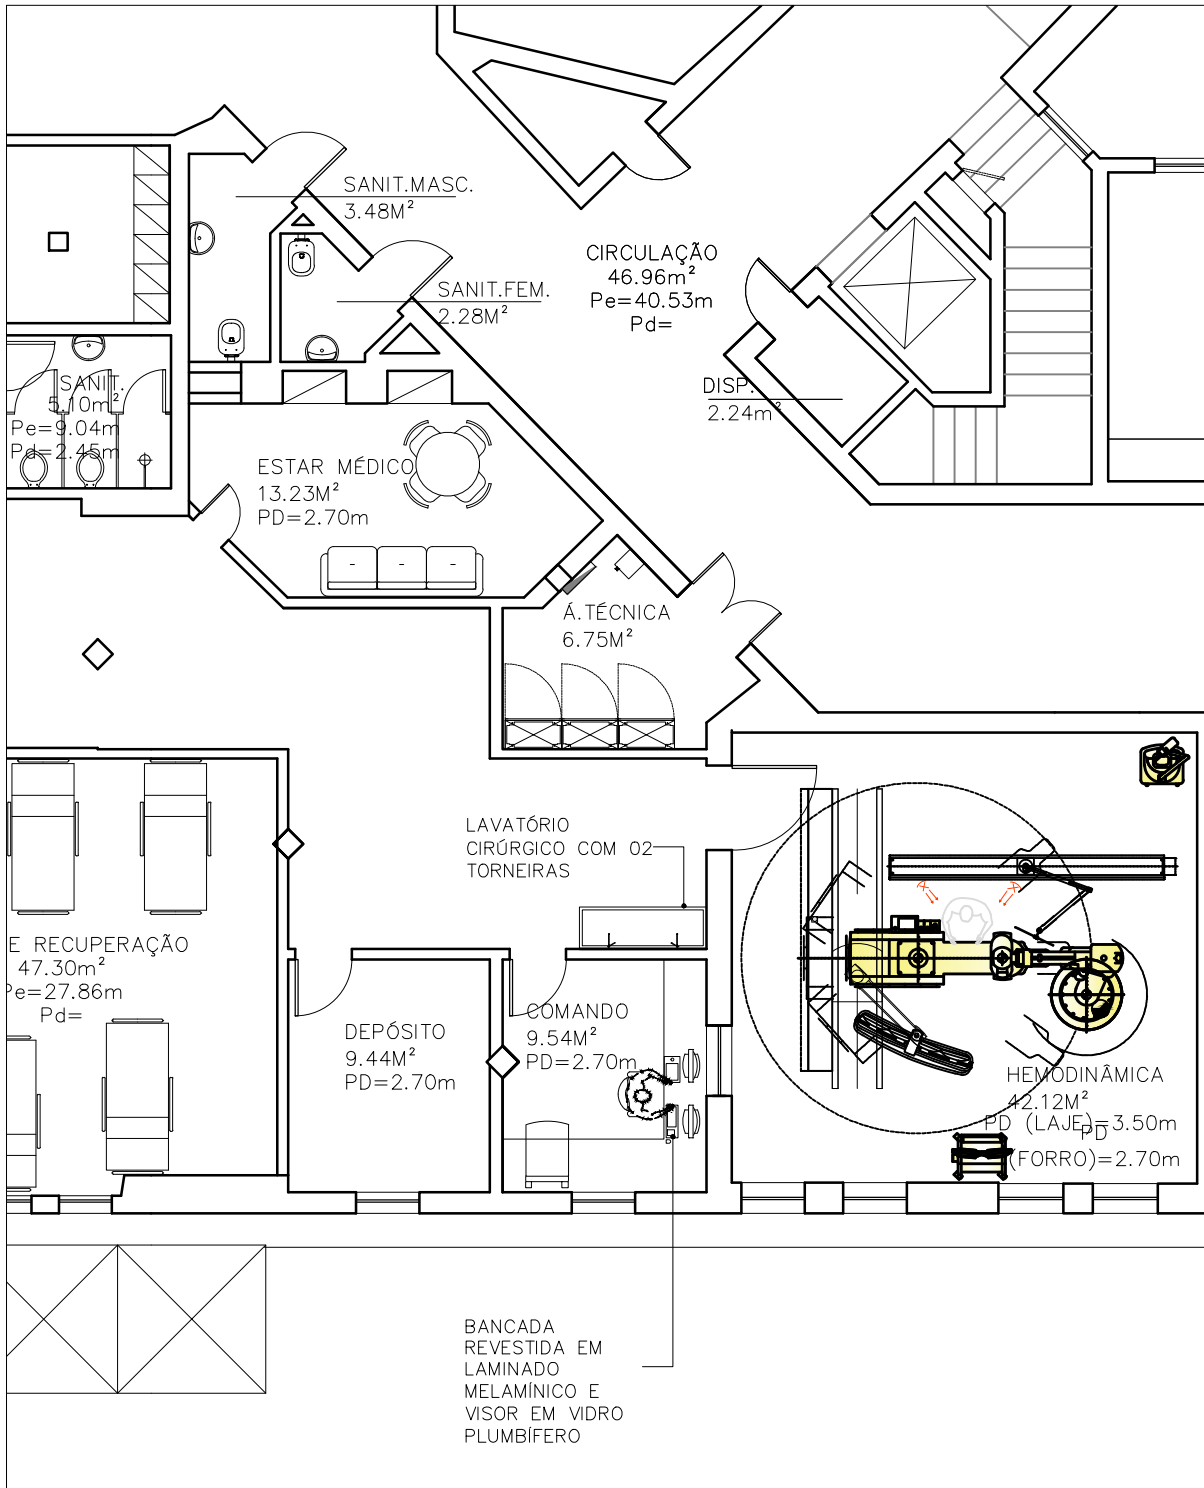 SANIT.MASC.
3.48M²
SANIT.FEM.
2.28M²
CIRCULAÇÃO
46.96m²
Pe=40.53m
Pd=
DISP.
2.24m²
SANIT.
5.10m²
Pe=9.04m
Pd=2.45m
ESTAR MÉDICO
13.23M²
PD=2.70m
Á.TÉCNICA
6.75M²
LAVATÓRIO
CIRÚRGICO COM 02
TORNEIRAS
E RECUPERAÇÃO
47.30m²
Pe=27.86m
Pd=
DEPÓSITO
9.44M²
PD=2.70m
COMANDO
9.54M²
PD=2.70m
HEMODINÂMICA
42.12M²
PD (LAJE)=3.50m
PD
(FORRO)=2.70m
BANCADA
REVESTIDA EM
LAMINADO
MELAMÍNICO E
VISOR EM VIDRO
PLUMBÍFERO